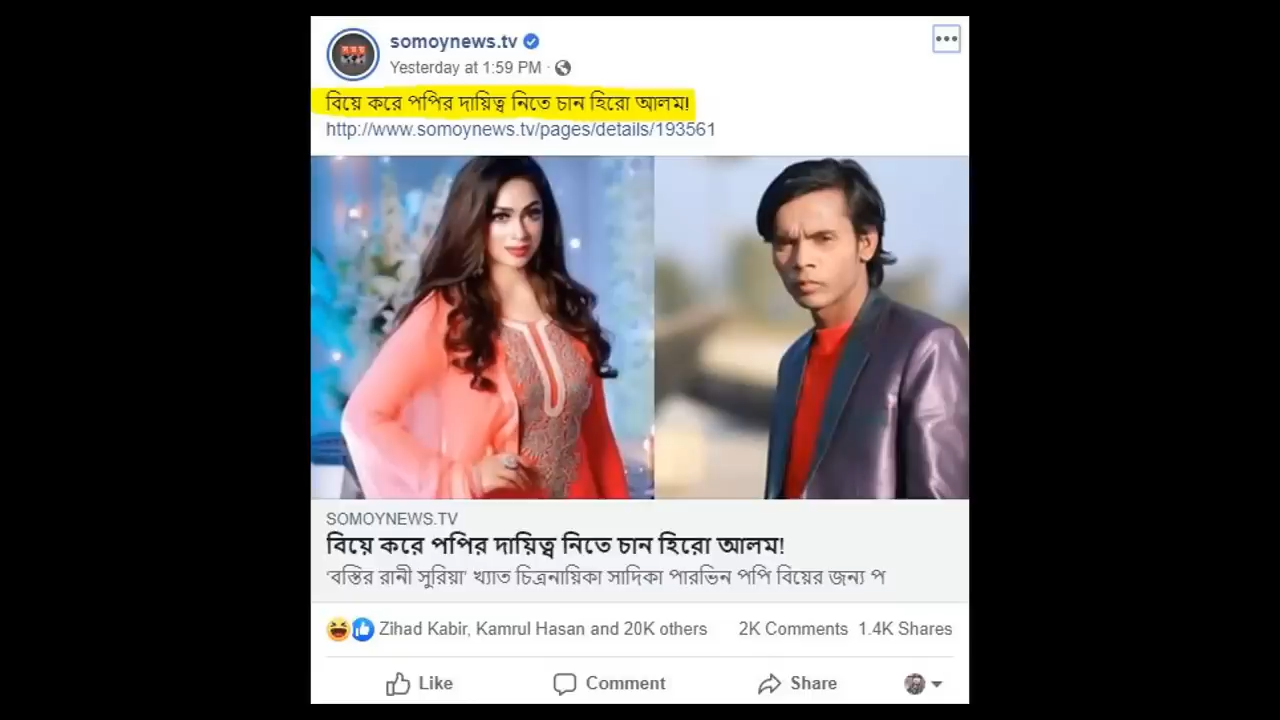 somoynews.tv
Yesterday at 1:59 PM ·
বিয়ে করে পপির দায়িত্ব নিতে চান হিরো আলম!
http://www.somoynews.tv/pages/details/193561
SOMOYNEWS.TV
বিয়ে করে পপির দায়িত্ব নিতে চান হিরো আলম!
'বস্তির রানী সুরিয়া' খ্যাত চিত্রনায়িকা সাদিকা পারভিন পপি বিয়ের জন্য প
Zihad Kabir, Kamrul Hasan and 20K others 2K Comments 1.4K Shares
Like Comment Share